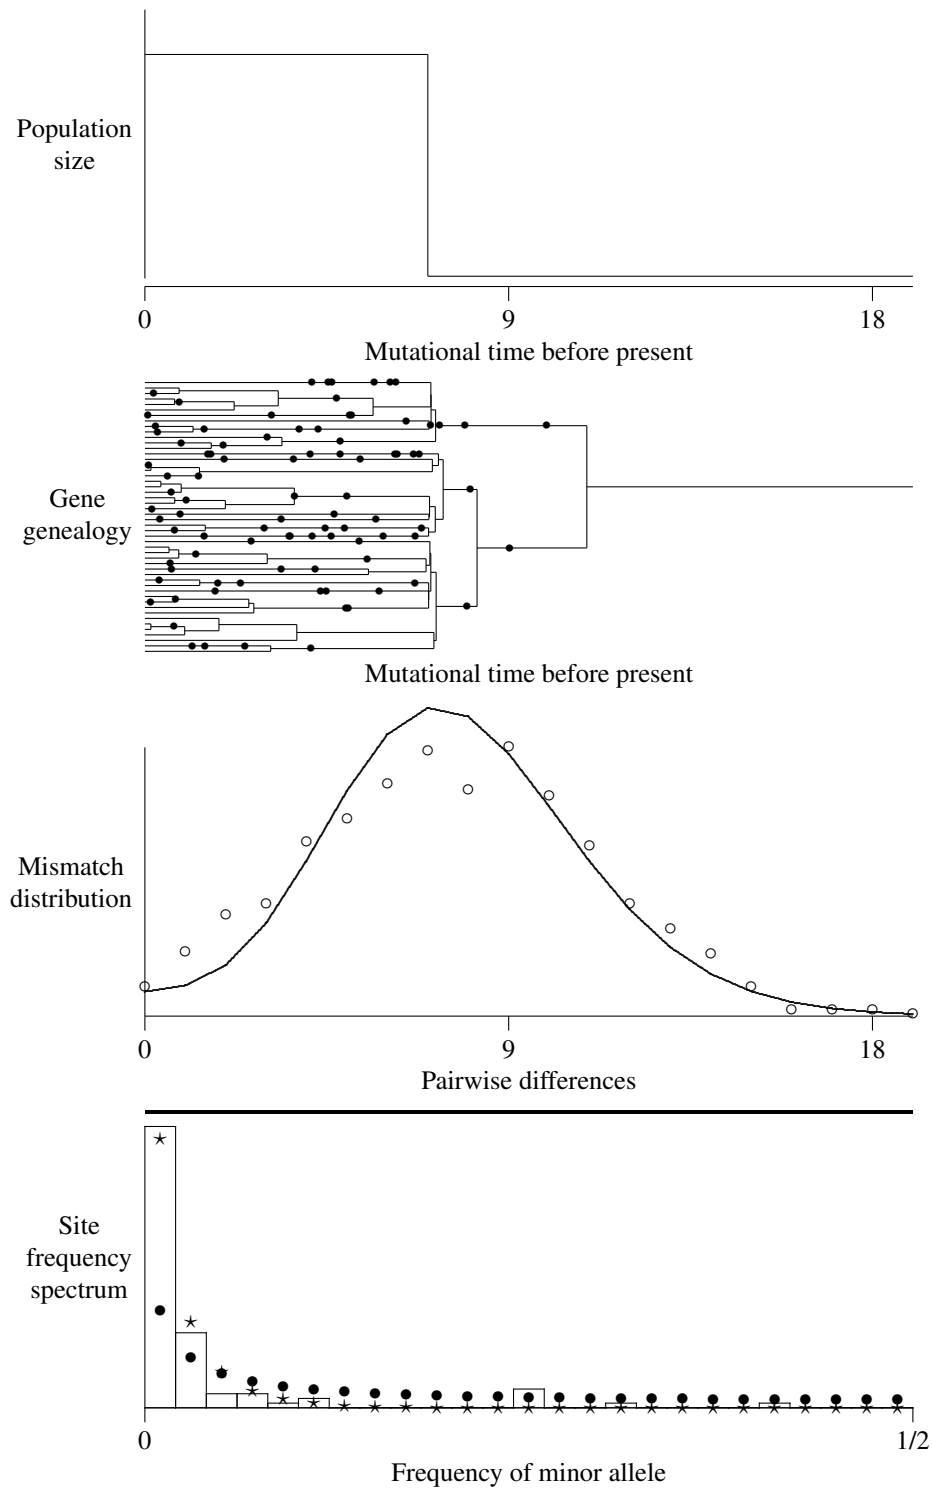 Population
size
0 9 18
Mutational time before present
Gene
genealogy
Mutational time before present
Mismatch
distribution
0 9 18
Pairwise differences
Site
frequency
spectrum
0 1/2
Frequency of minor allele